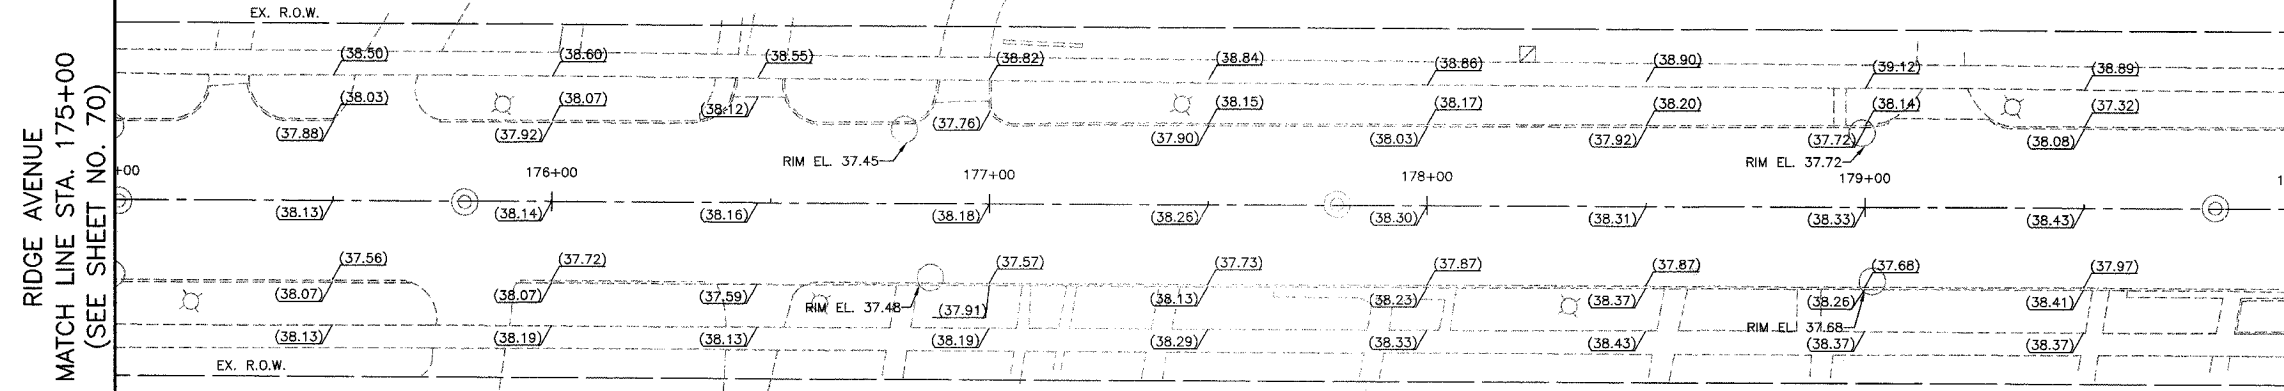 RIDGE AVENUE
MATCH LINE STA. 175+00
(SEE SHEET NO. 70)
EX. R.O.W.
(38.50) (38.60) (38.55) (38.82) (38.84) (38.86) (38.90) (39.12) (38.89)
(38.03) (38.07) (38.12) (38.15) (38.17) (38.20) (38.14) (37.32)
(37.88) (37.92) (37.76) (37.90) (38.03) (37.92) (37.72) (38.08)
RIM EL. 37.45 RIM EL. 37.72
+00 176+00 177+00 178+00 179+00 1
(38.13) (38.14) (38.16) (38.18) (38.26) (38.30) (38.31) (38.33) (38.43)
(37.56) (37.72) (37.57) (37.73) (37.87) (37.87) (37.68) (37.97)
(38.07) (38.07) (37.59) (38.13) (38.23) (38.37) (38.26) (38.41)
RIM EL. 37.48 (37.91)
RIM EL. 37.68
(38.13) (38.19) (38.13) (38.19) (38.29) (38.33) (38.43) (38.37) (38.37)
EX. R.O.W.